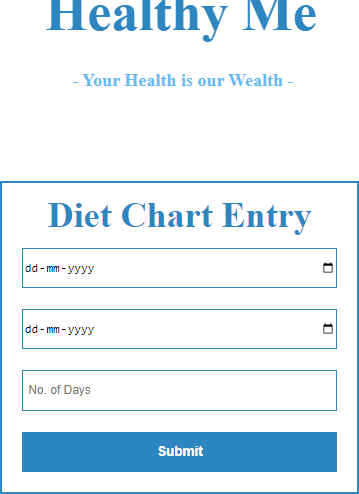 Healthy Me
- Your Health is our Wealth -
Diet Chart Entry
dd-mm-yyyy
dd-mm-yyyy
No. of Days
Submit